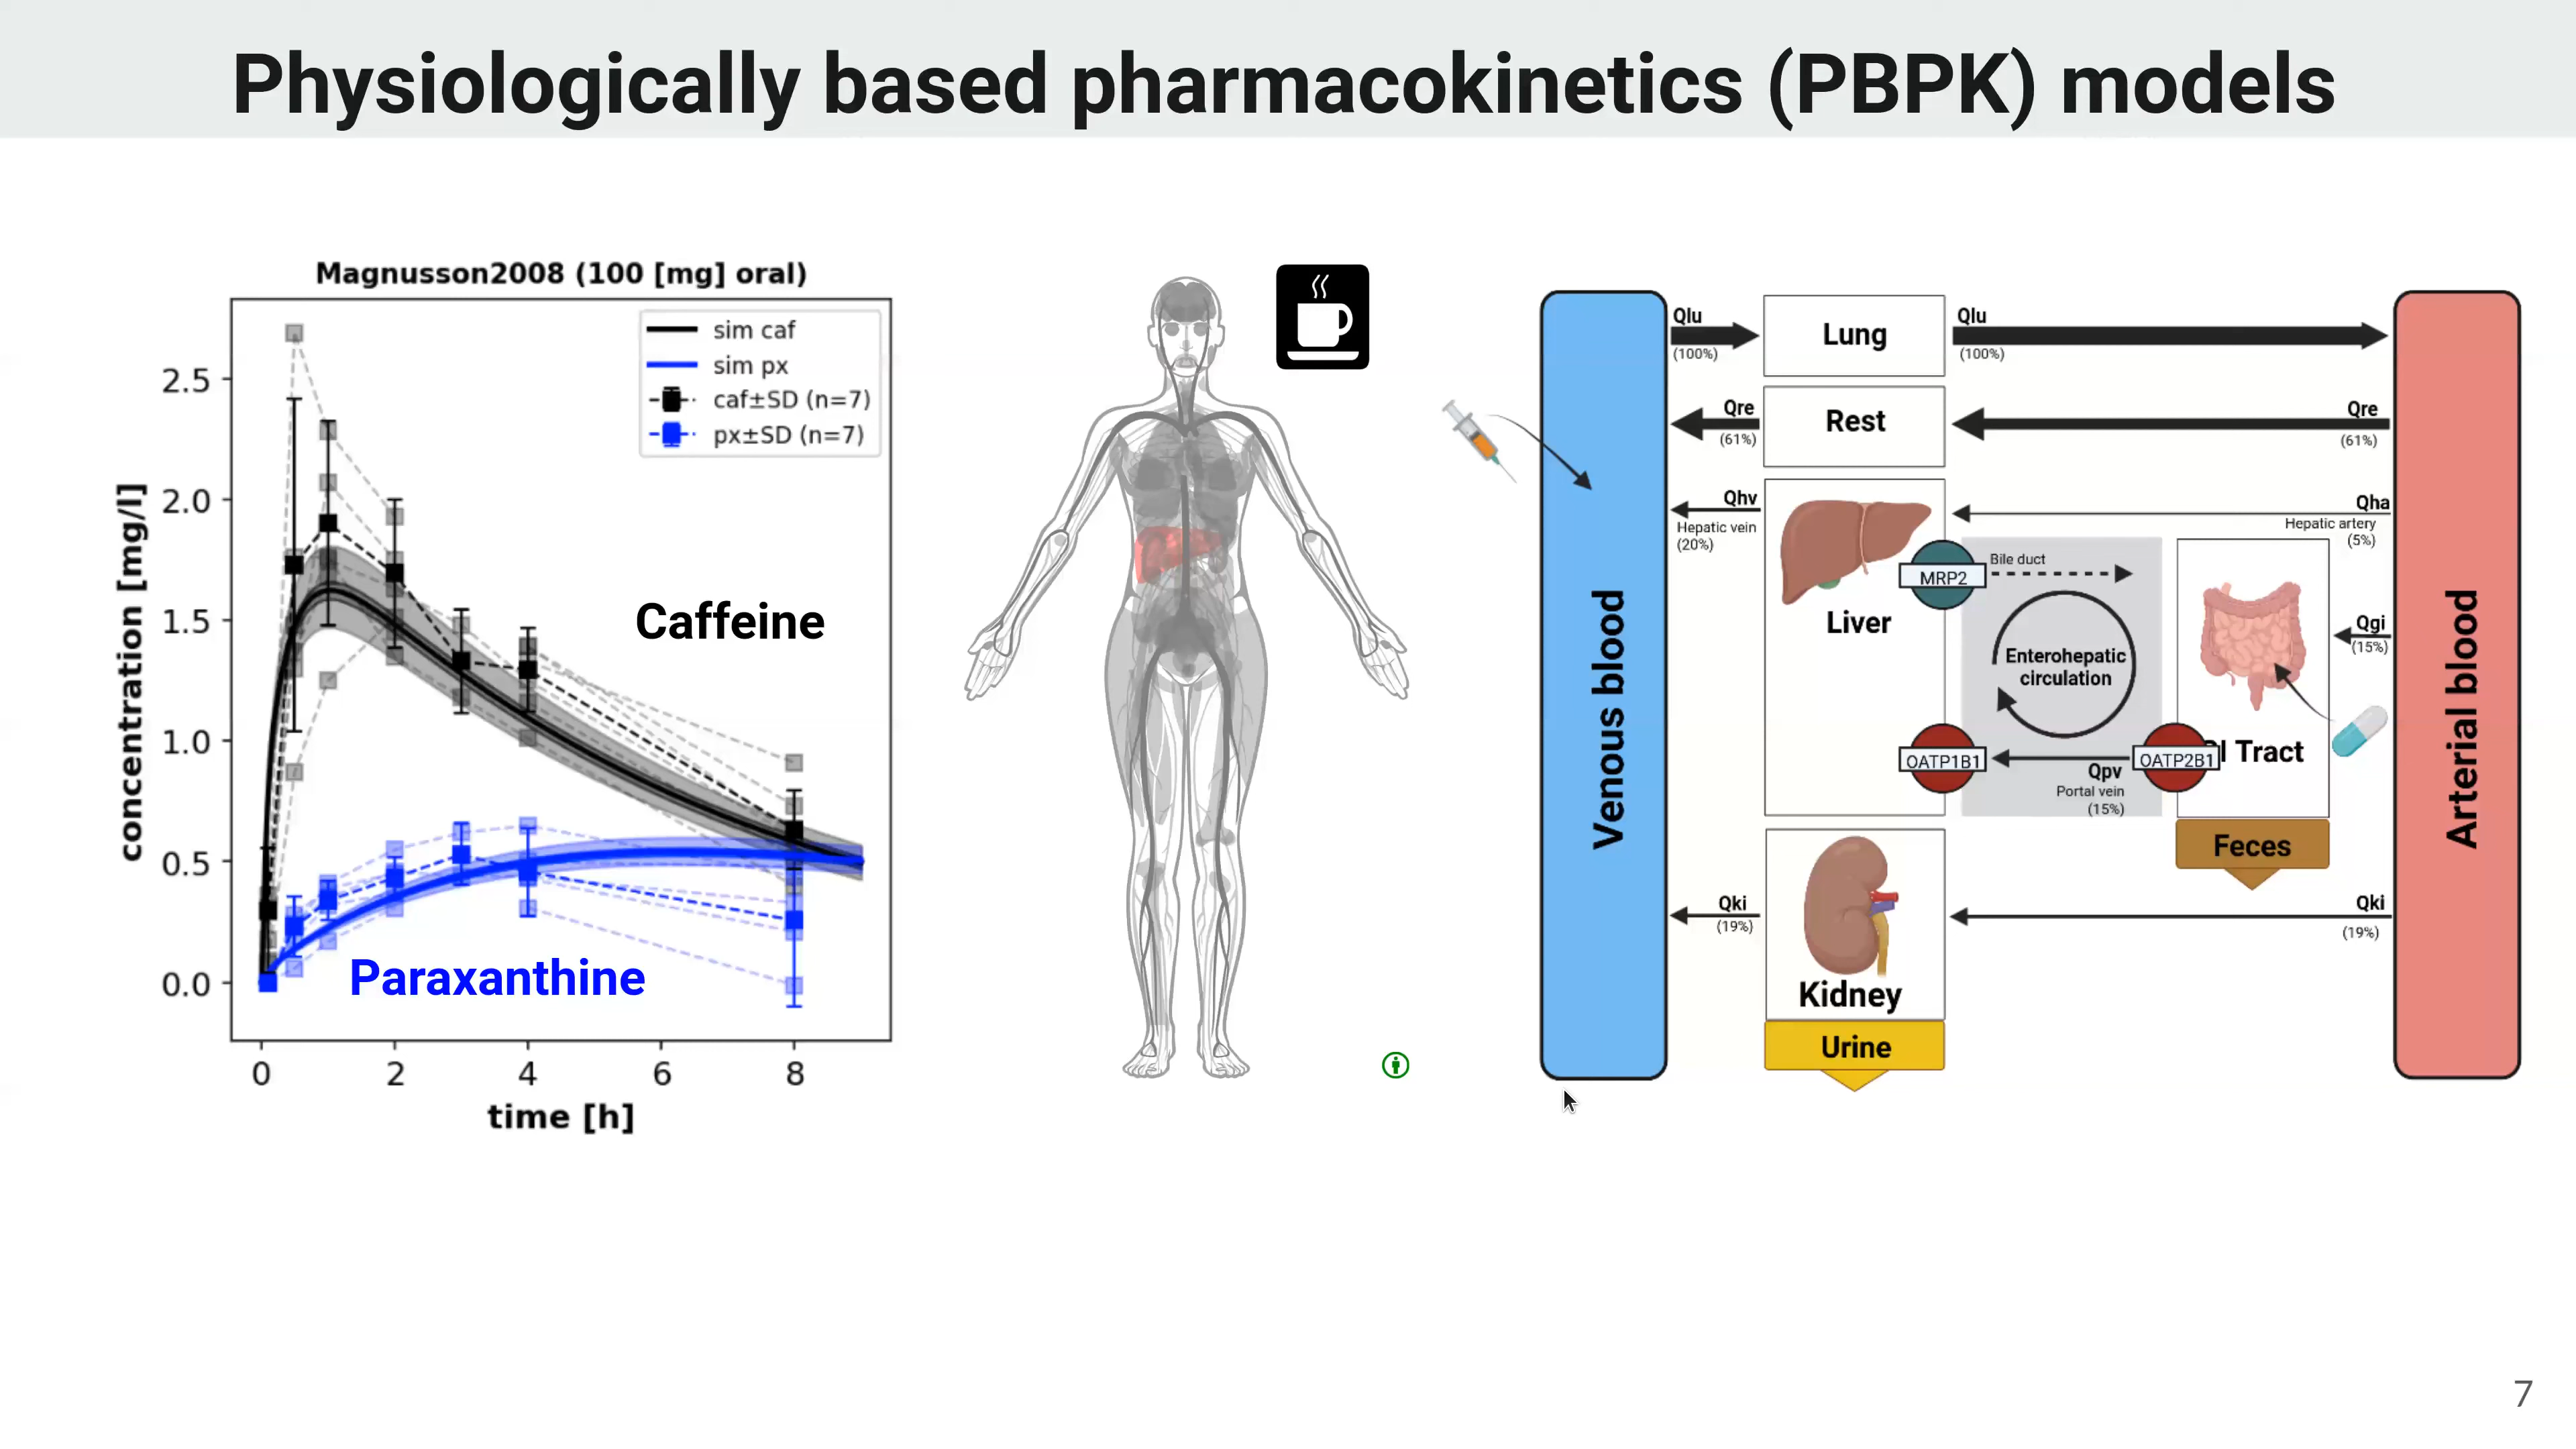 Physiologically based pharmacokinetics (PBPK) models
Magnusson2008 (100 [mg] oral)
sim caf
sim px
caf±SD (n=7)
px±SD (n=7)
concentration [mg/l]
2.5
2.0
1.5
1.0
0.5
0.0
Caffeine
Paraxanthine
0 2 4 6 8
time [h]
Venous blood
Qlu
(100%)
Lung
Qlu
(100%)
Qre
(61%)
Rest
Qre
(61%)
Qhv
Hepatic vein
(20%)
Liver
Qha
Hepatic artery
(5%)
MRP2
Bile duct
Enterohepatic
circulation
Qgi
(15%)
OATP1B1
Qpv
Portal vein
(15%)
OATP2B1
I Tract
Feces
Qki
(19%)
Kidney
Qki
(19%)
Urine
Arterial blood
7